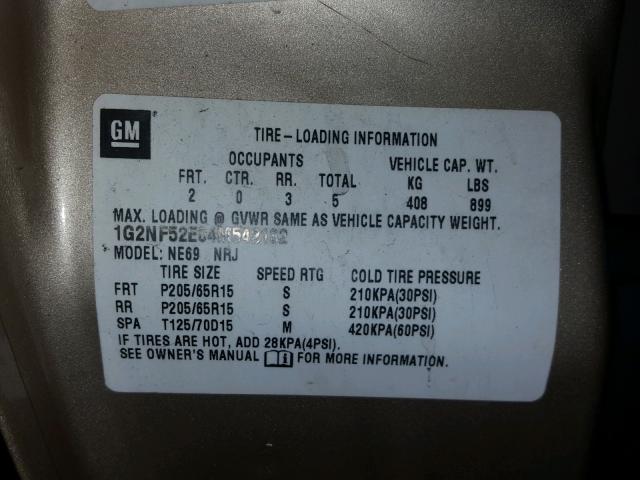 GM
TIRE-LOADING INFORMATION
OCCUPANTS VEHICLE CAP. WT.
FRT. CTR. RR. TOTAL KG LBS
2 0 3 5 408 899
MAX. LOADING @ GVWR SAME AS VEHICLE CAPACITY WEIGHT.
MODEL: NE69 NRJ
TIRE SIZE SPEED RTG COLD TIRE PRESSURE
FRT P205/65R15 S 210KPA(30PSI)
RR P205/65R15 S 210KPA(30PSI)
SPA T125/70D15 M 420KPA(60PSI)
IF TIRES ARE HOT, ADD 28KPA(4PSI).
SEE OWNER'S MANUAL FOR MORE INFORMATION.